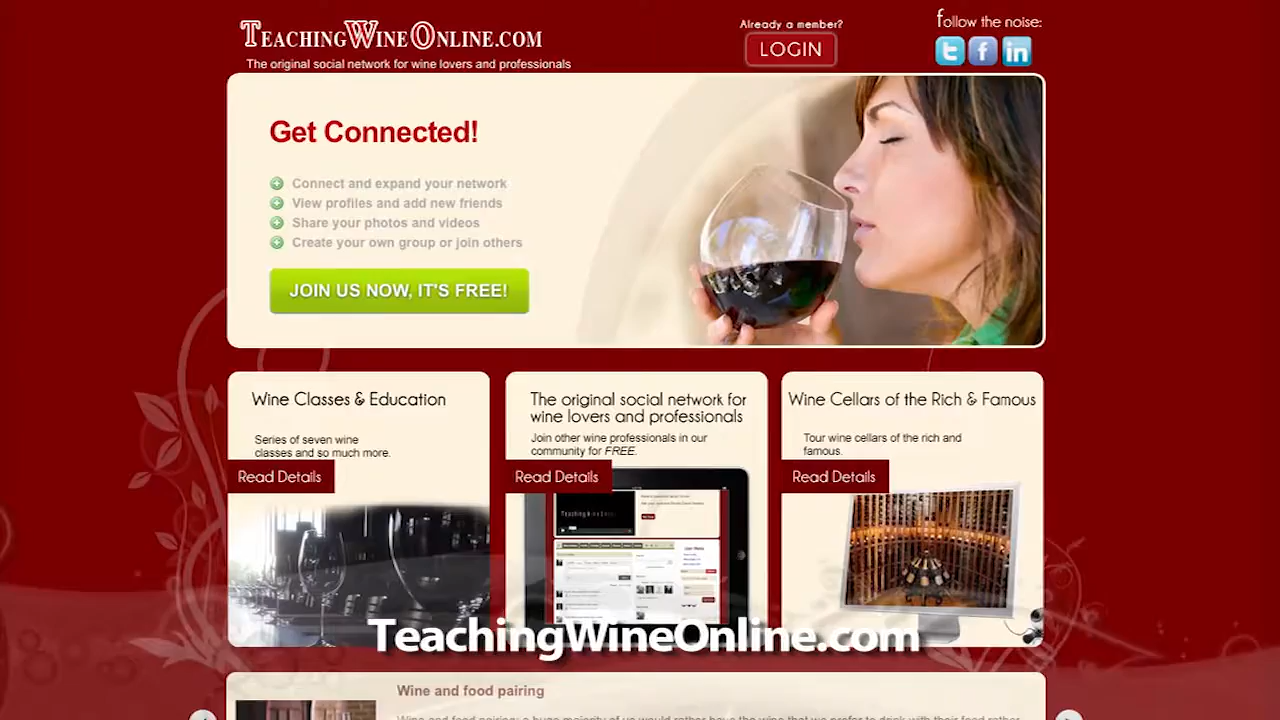 TeachingWineOnline.com
The original social network for wine lovers and professionals
Already a member?
LOGIN
follow the noise:
Get Connected!
Connect and expand your network
View profiles and add new friends
Share your photos and videos
Create your own group or join others
JOIN US NOW, IT'S FREE!
Wine Classes & Education
Series of seven wine
classes and so much more.
Read Details
The original social network for
wine lovers and professionals
Join other wine professionals in our
community for FREE.
Read Details
Wine Cellars of the Rich & Famous
Tour wine cellars of the rich and
famous.
Read Details
TeachingWineOnline.com
Wine and food pairing